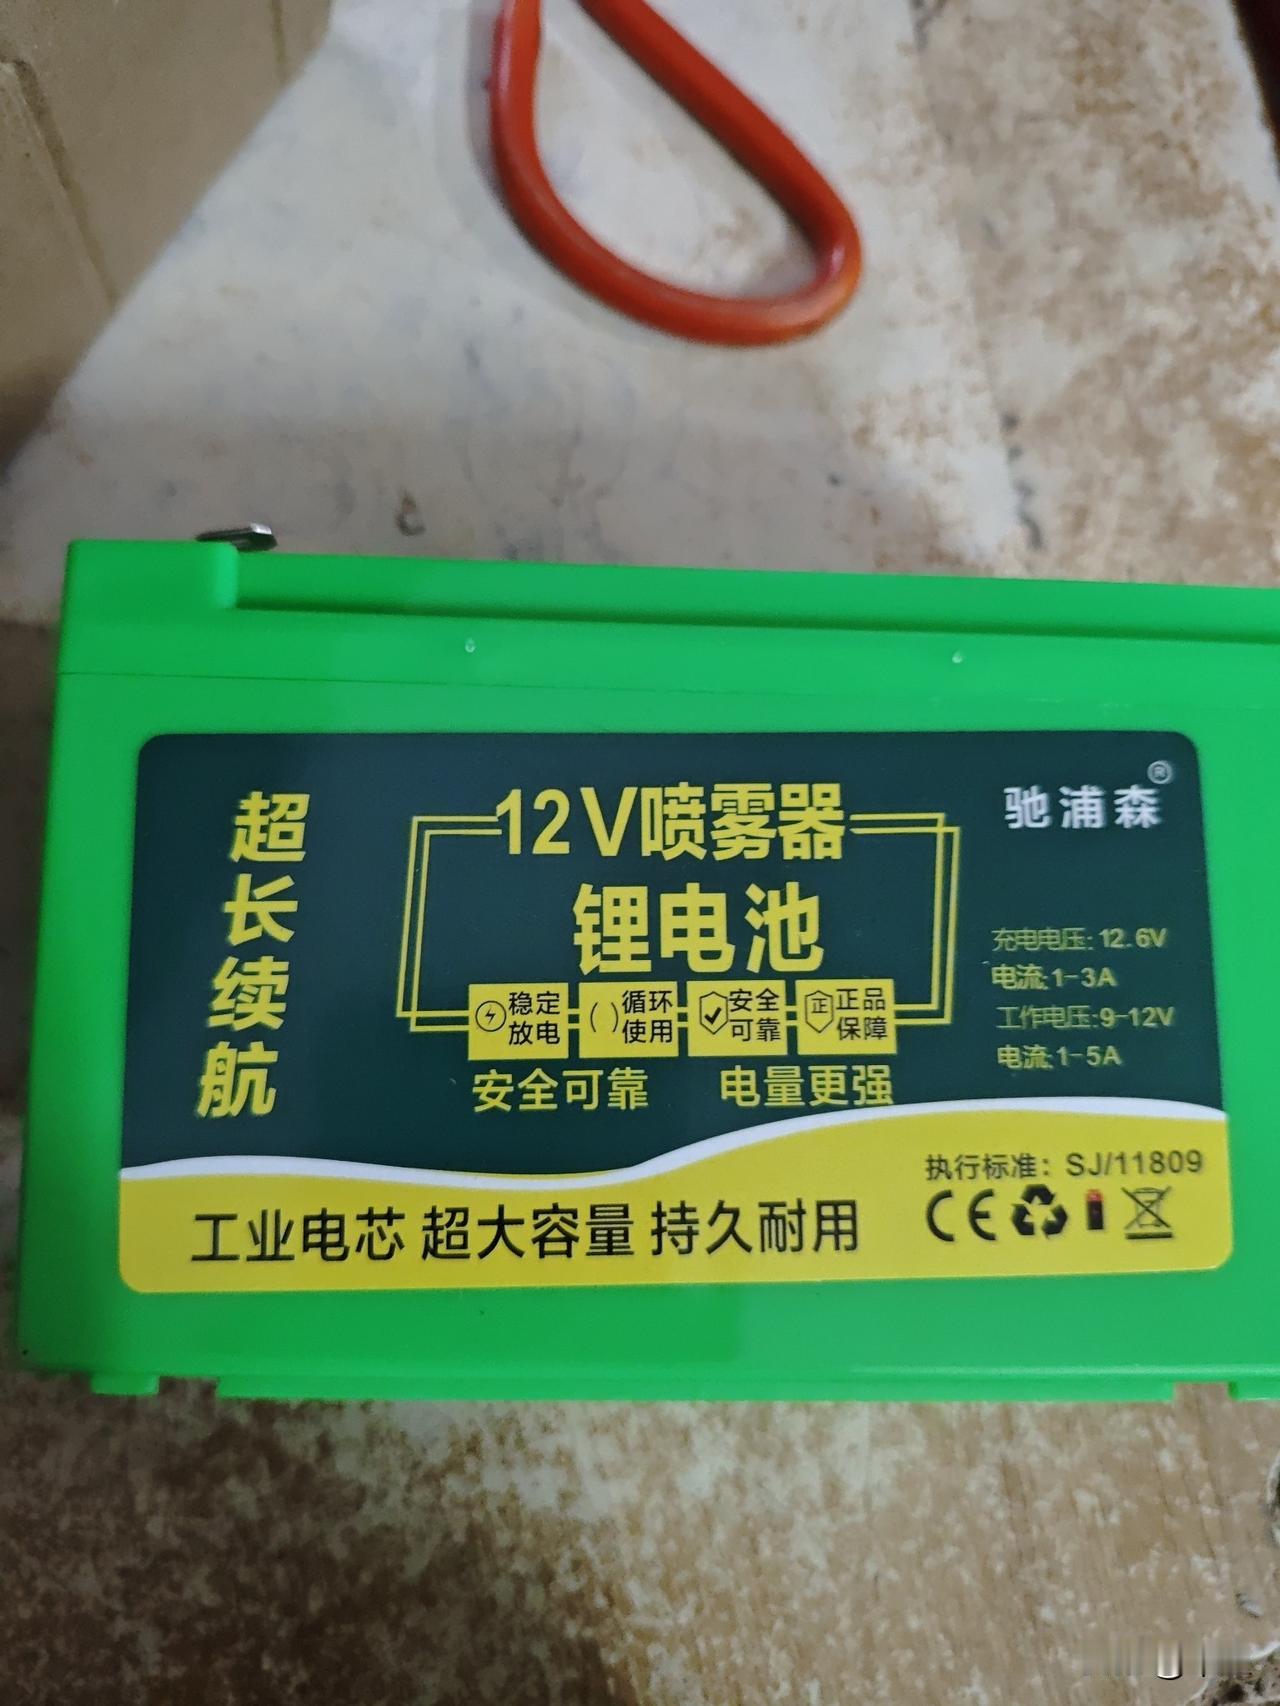 超长续航
12V喷雾器
锂电池
稳定放电
循环使用
安全可靠
正正品保障
安全可靠 电量更强
驰浦森®
充电电压:12.6V
电流:1-3A
工作电压:9-12V
电流:1-5A
执行标准：SJ/11809
CE
工业电芯 超大容量 持久耐用